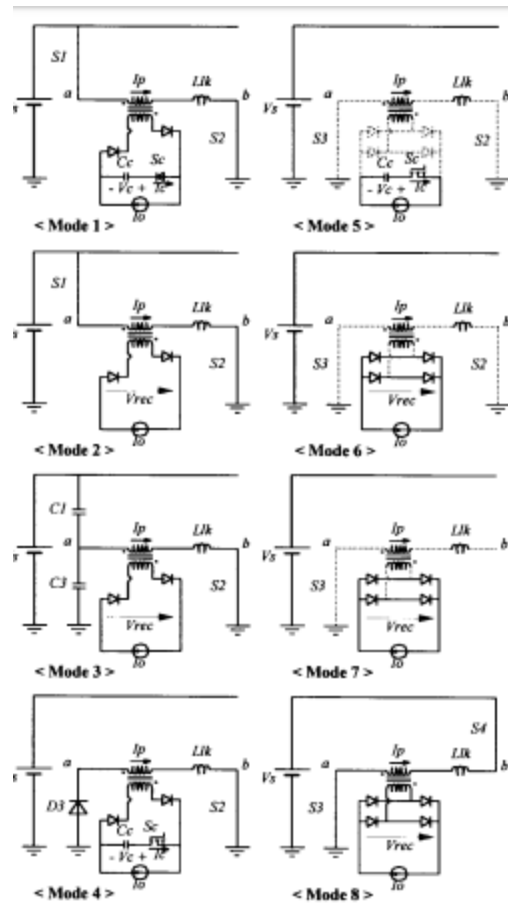 S1
Ip
Llk
a
b
S2
Cc
Sc
- Vc +
Ic
Io
< Mode 1 >
Vs
Ip
Llk
a
b
S3
S2
Cc
Sc
- Vc +
Ic
Io
< Mode 5 >
S1
Ip
Llk
a
b
S2
Vrec
Io
< Mode 2 >
Vs
Ip
Llk
a
b
S3
S2
Vrec
Io
< Mode 6 >
C1
Ip
Llk
a
b
C3
S2
Vrec
Io
< Mode 3 >
Vs
Ip
Llk
a
b
S3
Vrec
Io
< Mode 7 >
Ip
Llk
a
b
D3
S2
Cc
Sc
- Vc +
Ic
Io
< Mode 4 >
S4
Vs
Ip
Llk
a
b
S3
Vrec
Io
< Mode 8 >